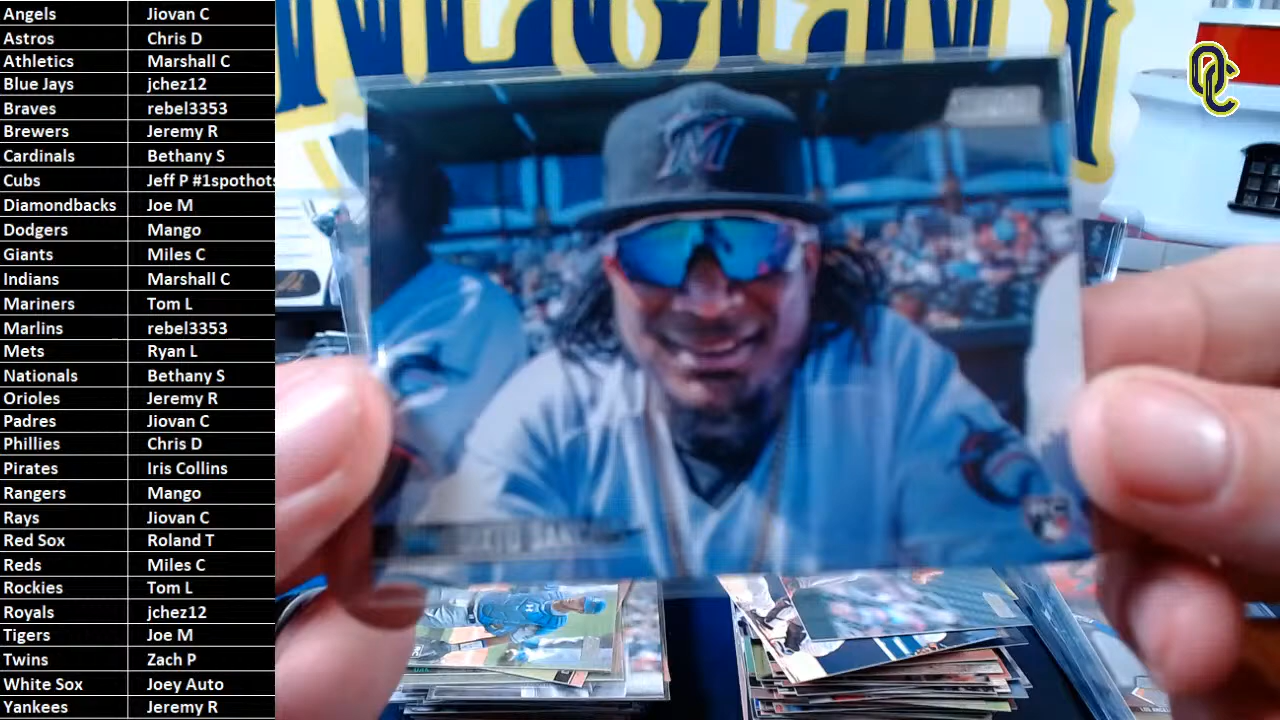 Angels Jiovan C
Astros Chris D
Athletics Marshall C
Blue Jays jchez12
Braves rebel3353
Brewers Jeremy R
Cardinals Bethany S
Cubs Jeff P #1spothots
Diamondbacks Joe M
Dodgers Mango
Giants Miles C
Indians Marshall C
Mariners Tom L
Marlins rebel3353
Mets Ryan L
Nationals Bethany S
Orioles Jeremy R
Padres Jiovan C
Phillies Chris D
Pirates Iris Collins
Rangers Mango
Rays Jiovan C
Red Sox Roland T
Reds Miles C
Rockies Tom L
Royals jchez12
Tigers Joe M
Twins Zach P
White Sox Joey Auto
Yankees Jeremy R
OC
M
RC